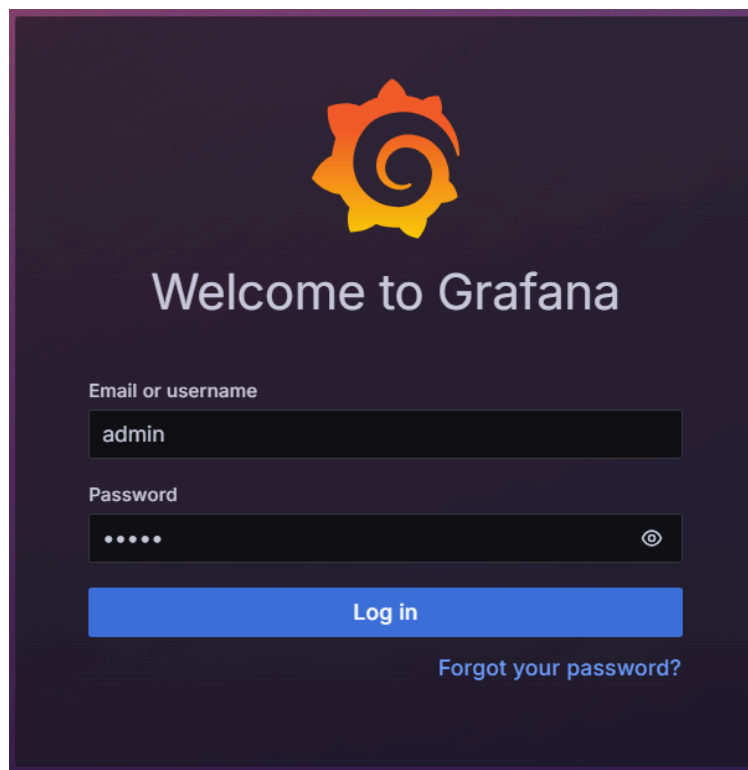 Welcome to Grafana
Email or username
admin
Password
•••••
Log in
Forgot your password?